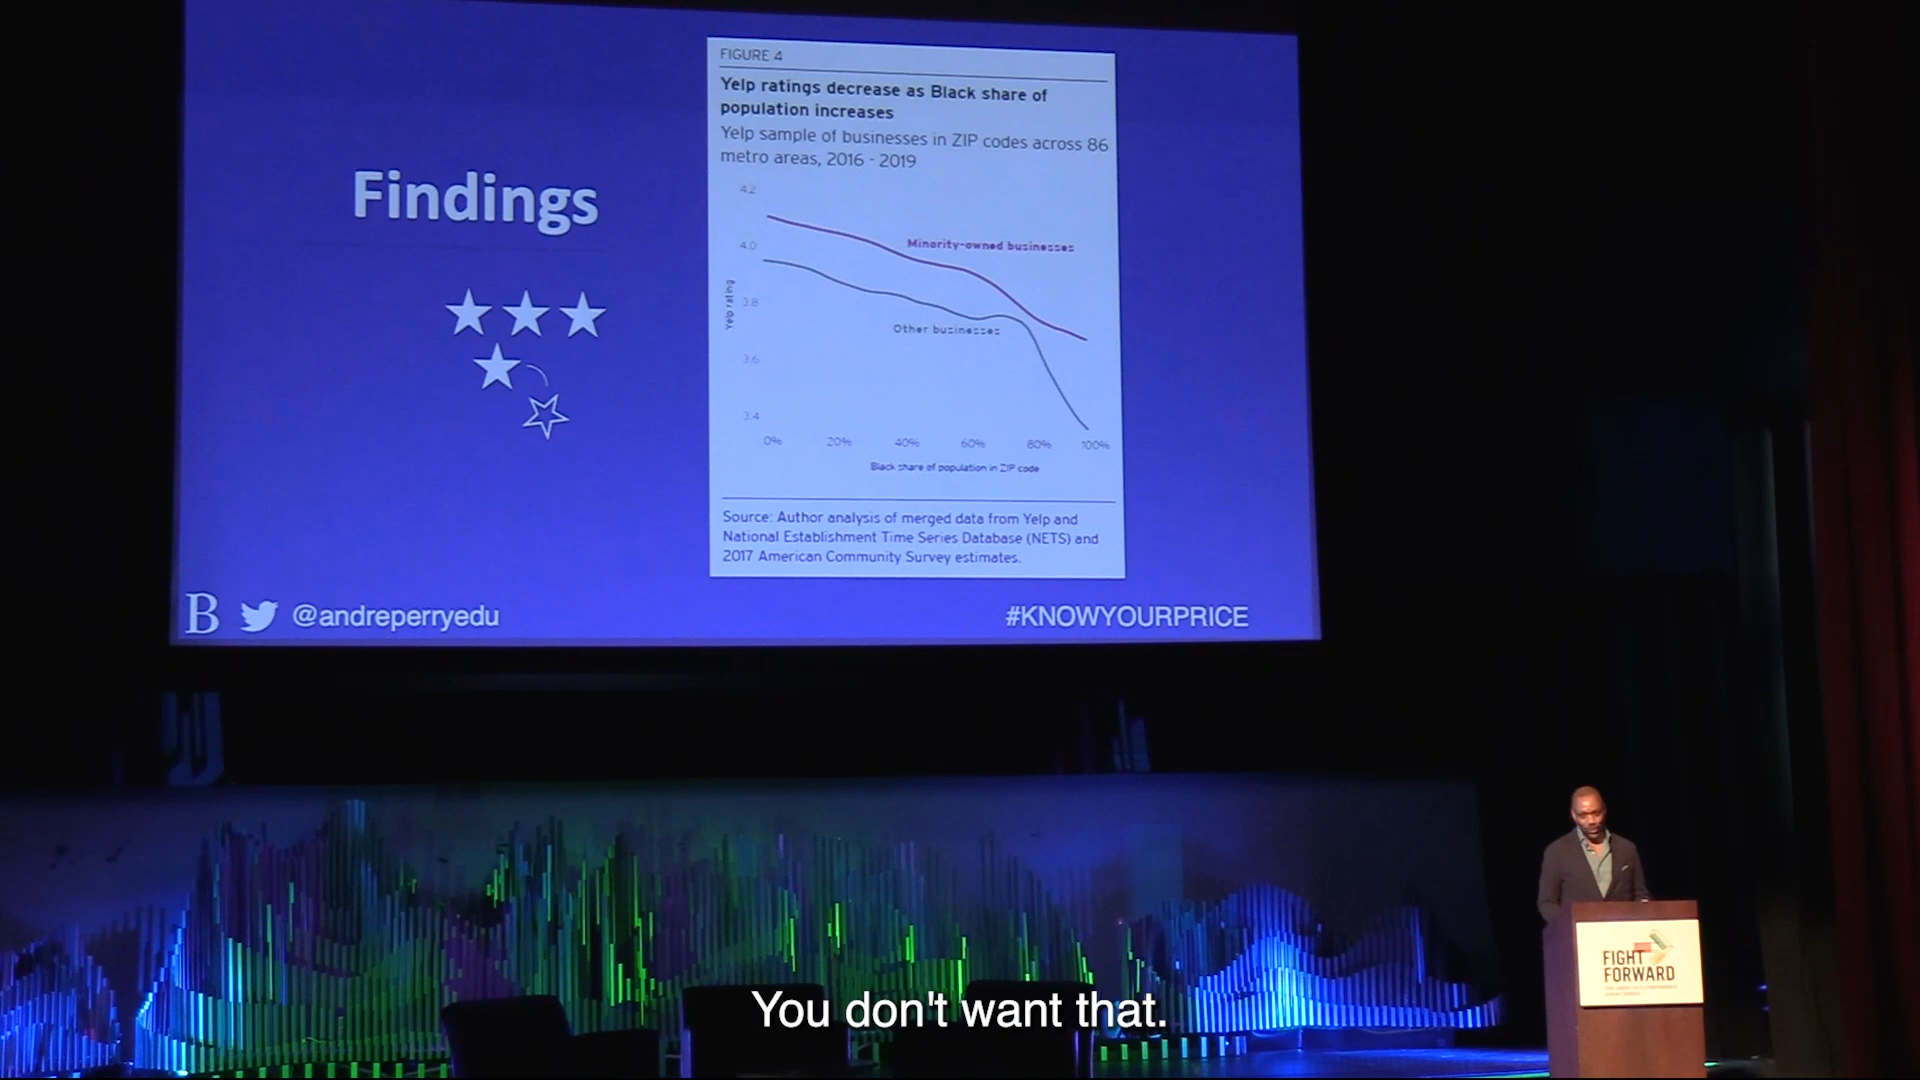 Findings
FIGURE 4
Yelp ratings decrease as Black share of
population increases
Yelp sample of businesses in ZIP codes across 86
metro areas, 2016 - 2019
4.2
4.0
3.8
3.6
3.4
Yelp rating
Minority-owned businesses
Other businesses
0% 20% 40% 60% 80% 100%
Black share of population in ZIP code
Source: Author analysis of merged data from Yelp and
National Establishment Time Series Database (NETS) and
2017 American Community Survey estimates.
B @andreperryedu
#KNOWYOURPRICE
FIGHT
FORWARD
You don't want that.